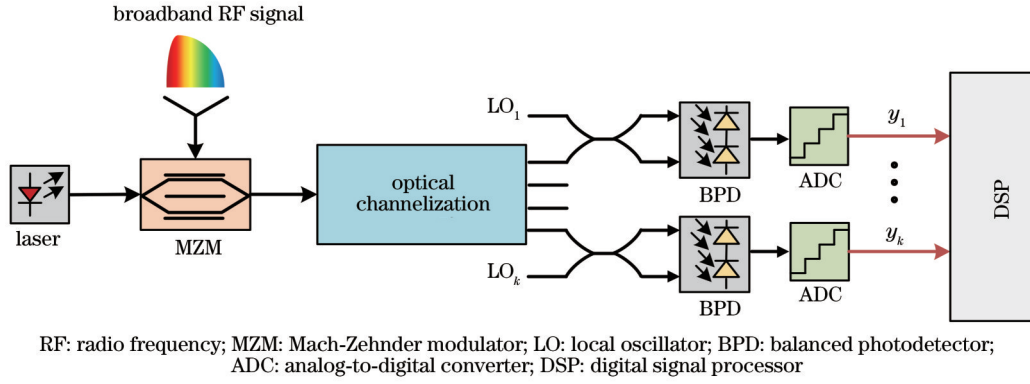 broadband RF signal
laser
MZM
optical
channelization
LO1
LOk
BPD
ADC
y1
BPD
ADC
yk
DSP
RF: radio frequency; MZM: Mach-Zehnder modulator; LO: local oscillator; BPD: balanced photodetector;
ADC: analog-to-digital converter; DSP: digital signal processor